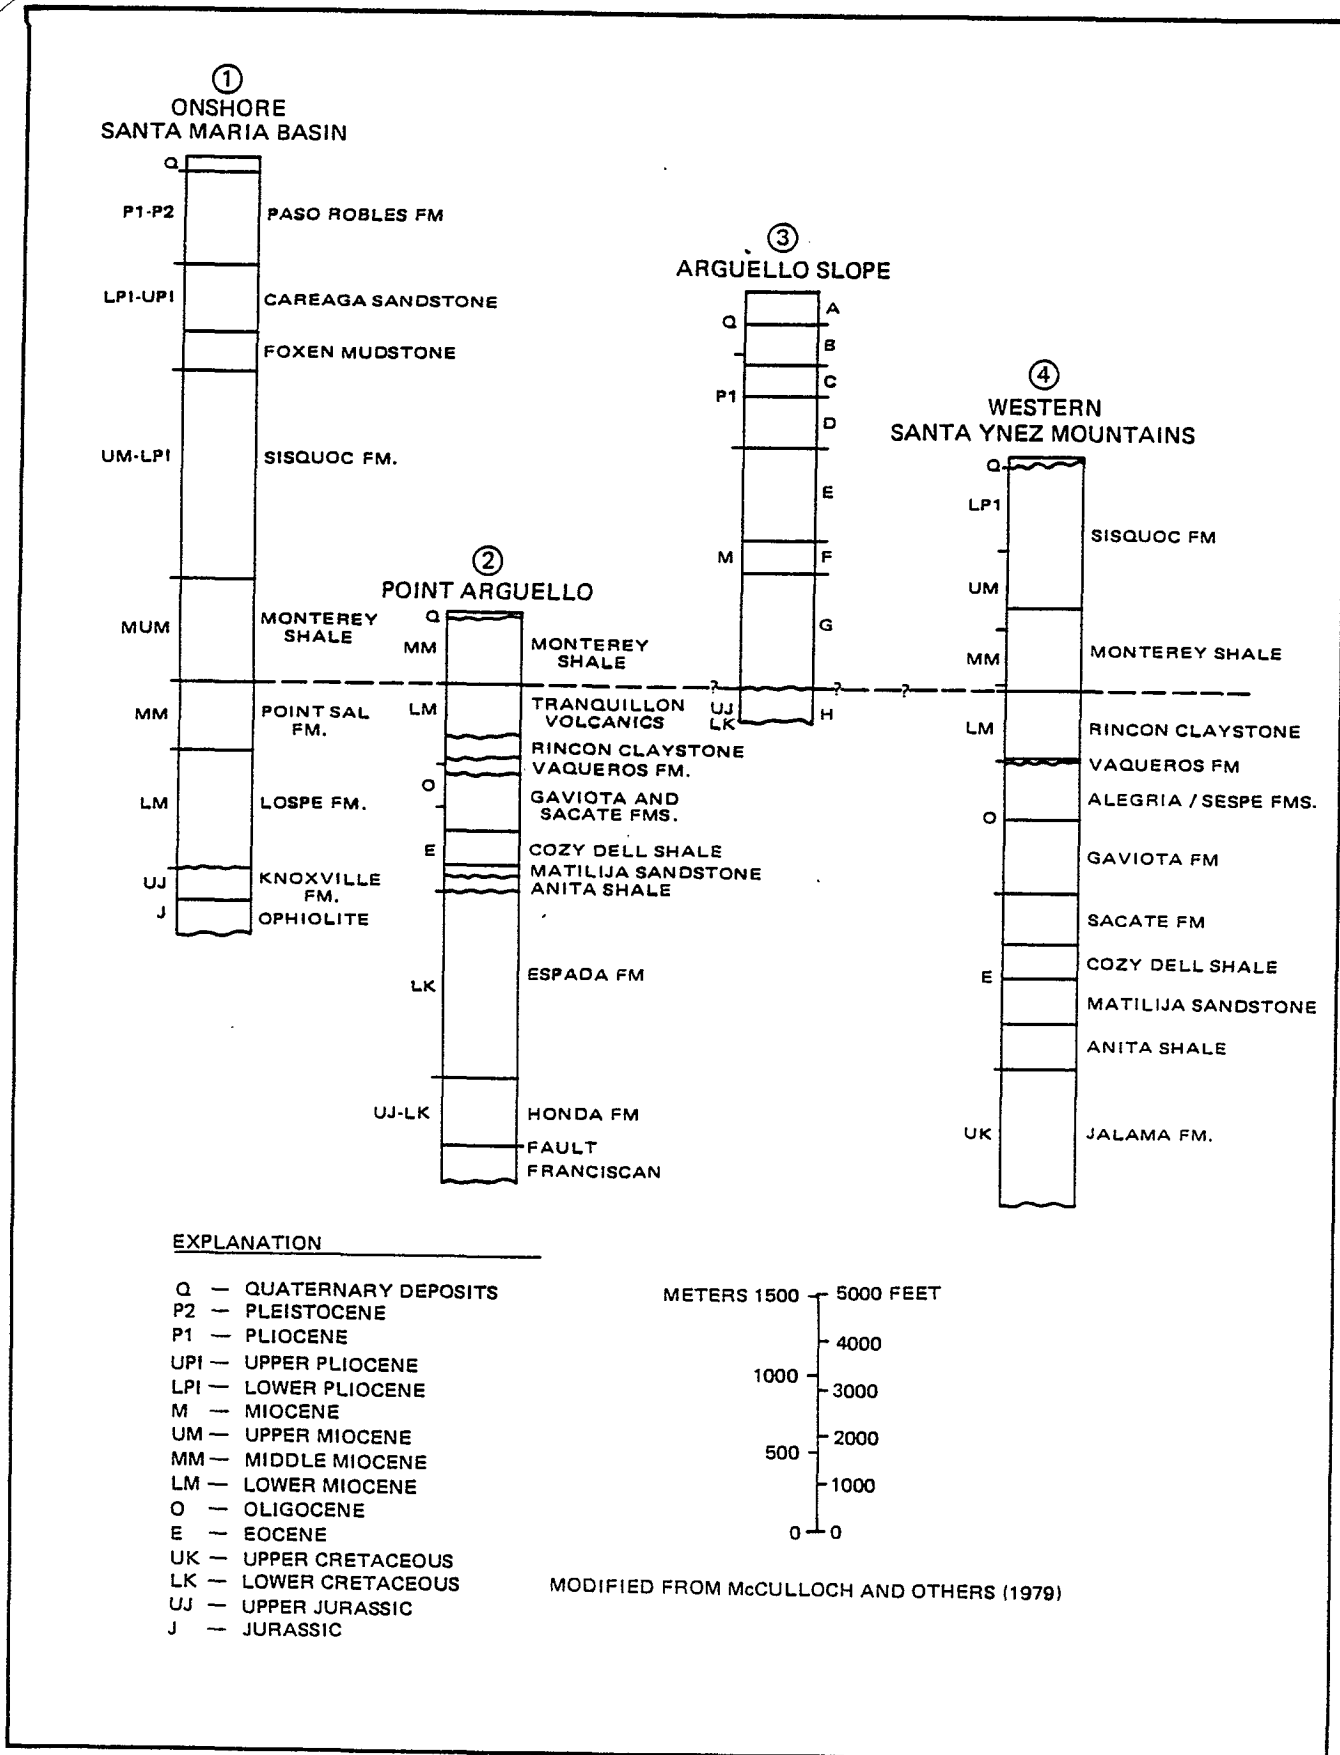 ①
ONSHORE
SANTA MARIA BASIN
Q
P1-P2
PASO ROBLES FM
LPI-UPI
CAREAGA SANDSTONE
FOXEN MUDSTONE
UM-LPI
SISQUOC FM.
MUM
MONTEREY
SHALE
MM
POINT SAL
FM.
LM
LOSPE FM.
UJ
KNOXVILLE
FM.
J
OPHIOLITE
②
POINT ARGUELLO
Q
MM
MONTEREY
SHALE
LM
TRANQUILLON
VOLCANICS
RINCON CLAYSTONE
VAQUEROS FM.
O
GAVIOTA AND
SACATE FMS.
E
COZY DELL SHALE
MATILIJA SANDSTONE
ANITA SHALE
LK
ESPADA FM
UJ-LK
HONDA FM
FAULT
FRANCISCAN
③
ARGUELLO SLOPE
A
Q
B
C
P1
D
E
M
F
G
? ? ?
UJ
LK
H
④
WESTERN
SANTA YNEZ MOUNTAINS
Q
LP1
SISQUOC FM
UM
MM
MONTEREY SHALE
LM
RINCON CLAYSTONE
VAQUEROS FM
ALEGRIA / SESPE FMS.
O
GAVIOTA FM
SACATE FM
COZY DELL SHALE
E
MATILIJA SANDSTONE
ANITA SHALE
UK
JALAMA FM.
EXPLANATION
Q — QUATERNARY DEPOSITS
P2 — PLEISTOCENE
P1 — PLIOCENE
UPI — UPPER PLIOCENE
LPI — LOWER PLIOCENE
M — MIOCENE
UM — UPPER MIOCENE
MM — MIDDLE MIOCENE
LM — LOWER MIOCENE
O — OLIGOCENE
E — EOCENE
UK — UPPER CRETACEOUS
LK — LOWER CRETACEOUS
UJ — UPPER JURASSIC
J — JURASSIC
METERS 1500 5000 FEET
4000
1000
3000
2000
500
1000
0 0
MODIFIED FROM McCULLOCH AND OTHERS (1979)